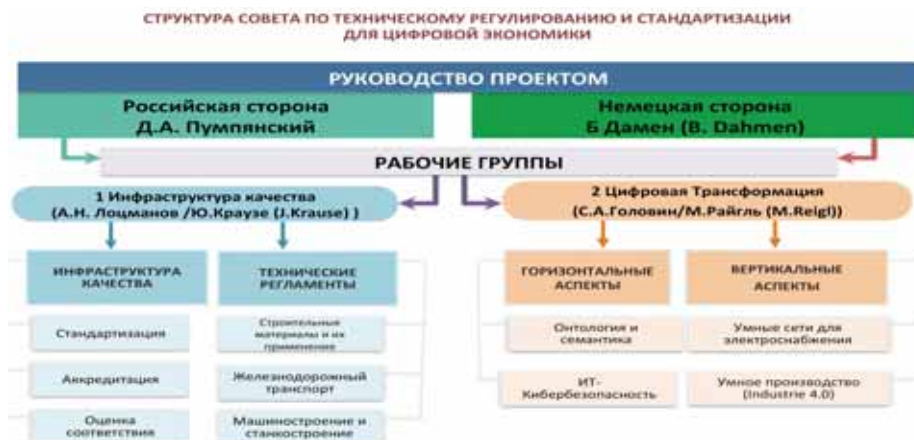 СТРУКТУРА СОВЕТА ПО ТЕХНИЧЕСКОМУ РЕГУЛИРОВАНИЮ И СТАНДАРТИЗАЦИИ
ДЛЯ ЦИФРОВОЙ ЭКОНОМИКИ
РУКОВОДСТВО ПРОЕКТОМ
Российская сторона
Д.А. Пумпянский
Немецкая сторона
Б Дамен (B. Dahmen)
РАБОЧИЕ ГРУППЫ
1 Инфраструктура качества
(А.Н. Лоцманов /Ю.Краузе (J.Krause) )
2 Цифровая Трансформация
(С.А.Головин/М.Райгль (M.Reigl))
ИНФРАСТРУКТУРА
КАЧЕСТВА
Стандартизация
Аккредитация
Оценка
соответствия
ТЕХНИЧЕСКИЕ
РЕГЛАМЕНТЫ
Строительные
материалы и их
применение
Железнодорожный
транспорт
Машиностроение и
станкостроение
ГОРИЗОНТАЛЬНЫЕ
АСПЕКТЫ
Онтология и
семантика
ИТ-
Кибербезопасность
ВЕРТИКАЛЬНЫЕ
АСПЕКТЫ
Умные сети для
электроснабжения
Умное производство
(Industrie 4.0)